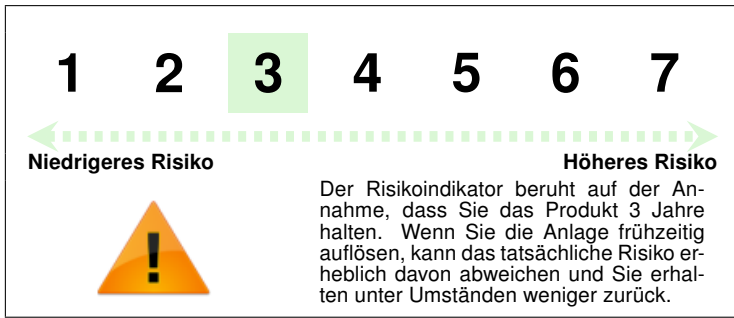 1 2 3 4 5 6 7
Niedrigeres Risiko Höheres Risiko
Der Risikoindikator beruht auf der An-
nahme, dass Sie das Produkt 3 Jahre
halten. Wenn Sie die Anlage frühzeitig
auflösen, kann das tatsächliche Risiko er-
heblich davon abweichen und Sie erhal-
ten unter Umständen weniger zurück.